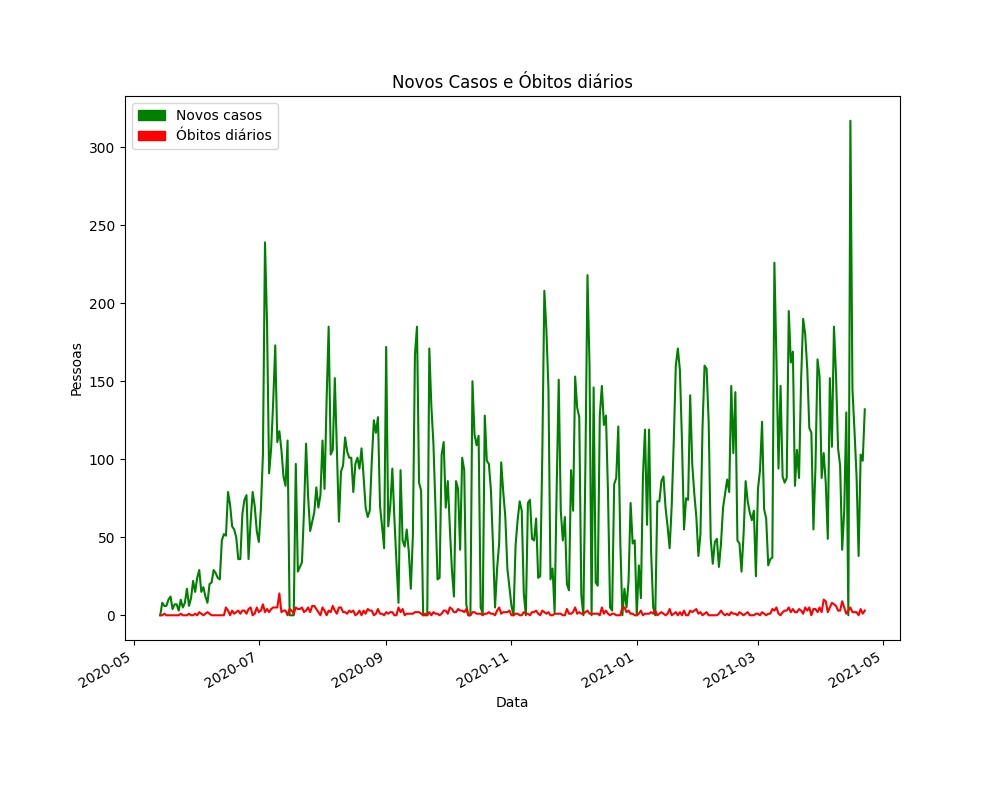 Novos Casos e Óbitos diários
Novos casos
Óbitos diários
300
250
200
150
100
50
0
Pessoas
2020-05
2020-07
2020-09
2020-11
2021-01
2021-03
2021-05
Data